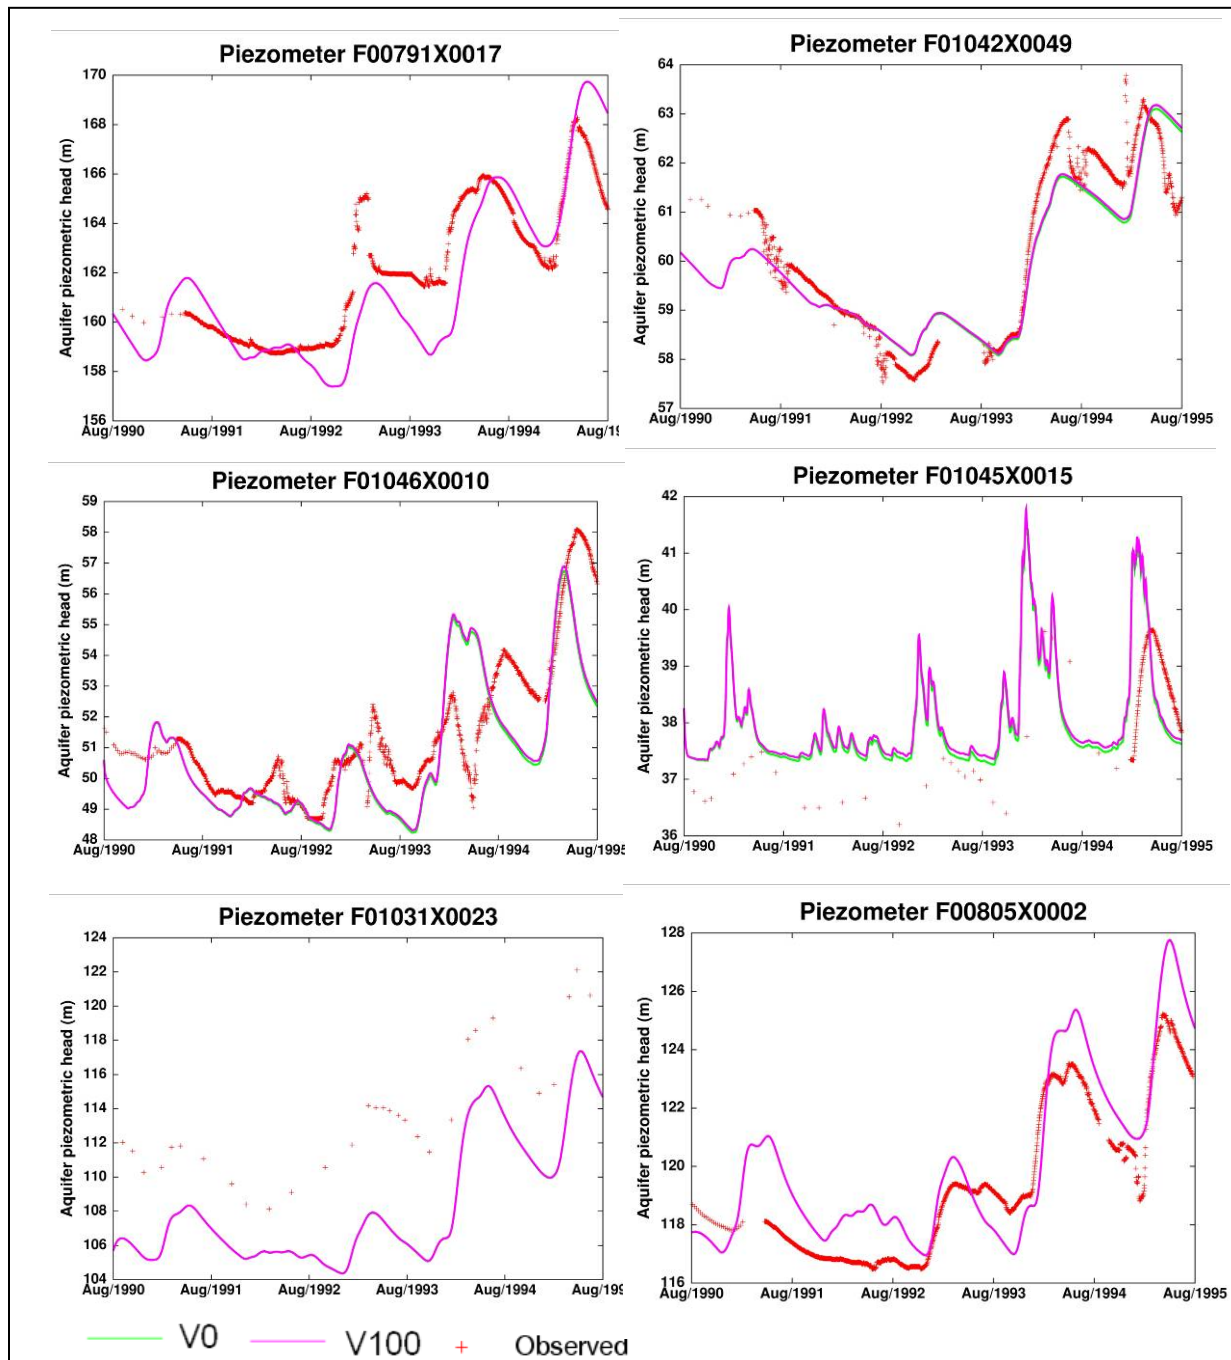 Piezometer F00791X0017
Aquifer piezometric head (m)
170
168
166
164
162
160
158
156
Aug/1990 Aug/1991 Aug/1992 Aug/1993 Aug/1994 Aug/1
Piezometer F01042X0049
Aquifer piezometric head (m)
64
63
62
61
60
59
58
57
Aug/1990 Aug/1991 Aug/1992 Aug/1993 Aug/1994 Aug/1995
Piezometer F01046X0010
Aquifer piezometric head (m)
59
58
57
56
55
54
53
52
51
50
49
48
Aug/1990 Aug/1991 Aug/1992 Aug/1993 Aug/1994 Aug/1995
Piezometer F01045X0015
Aquifer piezometric head (m)
42
41
40
39
38
37
36
Aug/1990 Aug/1991 Aug/1992 Aug/1993 Aug/1994 Aug/1995
Piezometer F01031X0023
Aquifer piezometric head (m)
124
122
120
118
116
114
112
110
108
106
104
Aug/1990 Aug/1991 Aug/1992 Aug/1993 Aug/1994 Aug/199
Piezometer F00805X0002
Aquifer piezometric head (m)
128
126
124
122
120
118
116
Aug/1990 Aug/1991 Aug/1992 Aug/1993 Aug/1994 Aug/1995
V0 V100 + Observed